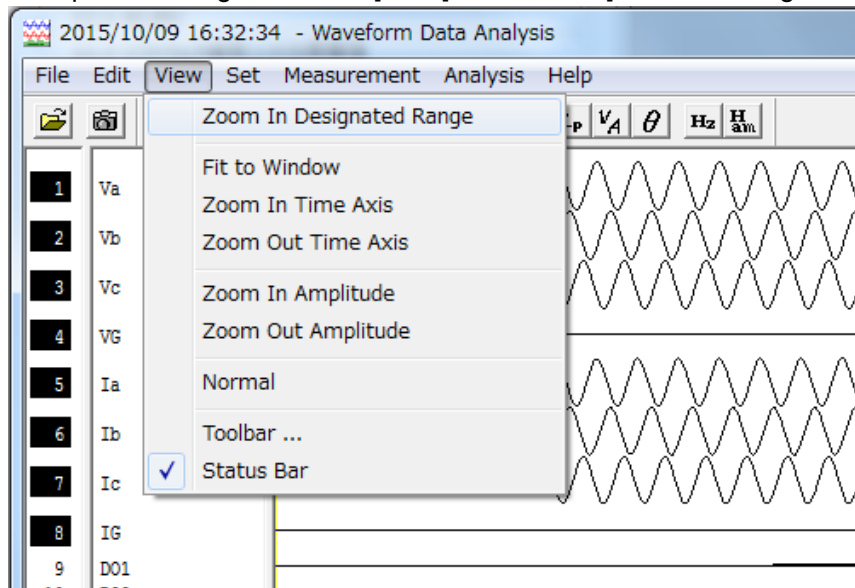 2015/10/09 16:32:34 - Waveform Data Analysis
File Edit View Set Measurement Analysis Help
Zoom In Designated Range
P VA θ Hz Ham
Fit to Window
Zoom In Time Axis
Zoom Out Time Axis
Zoom In Amplitude
Zoom Out Amplitude
Normal
Toolbar ...
Status Bar
1 Va
2 Vb
3 Vc
4 VG
5 Ia
6 Ib
7 Ic
8 IG
9 DO1